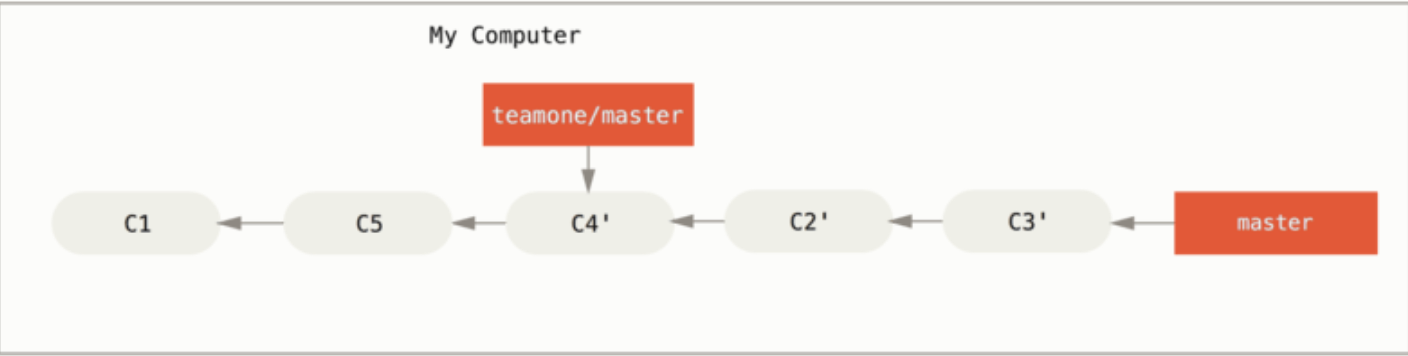 My Computer
teamone/master
C1 C5 C4' C2' C3' master